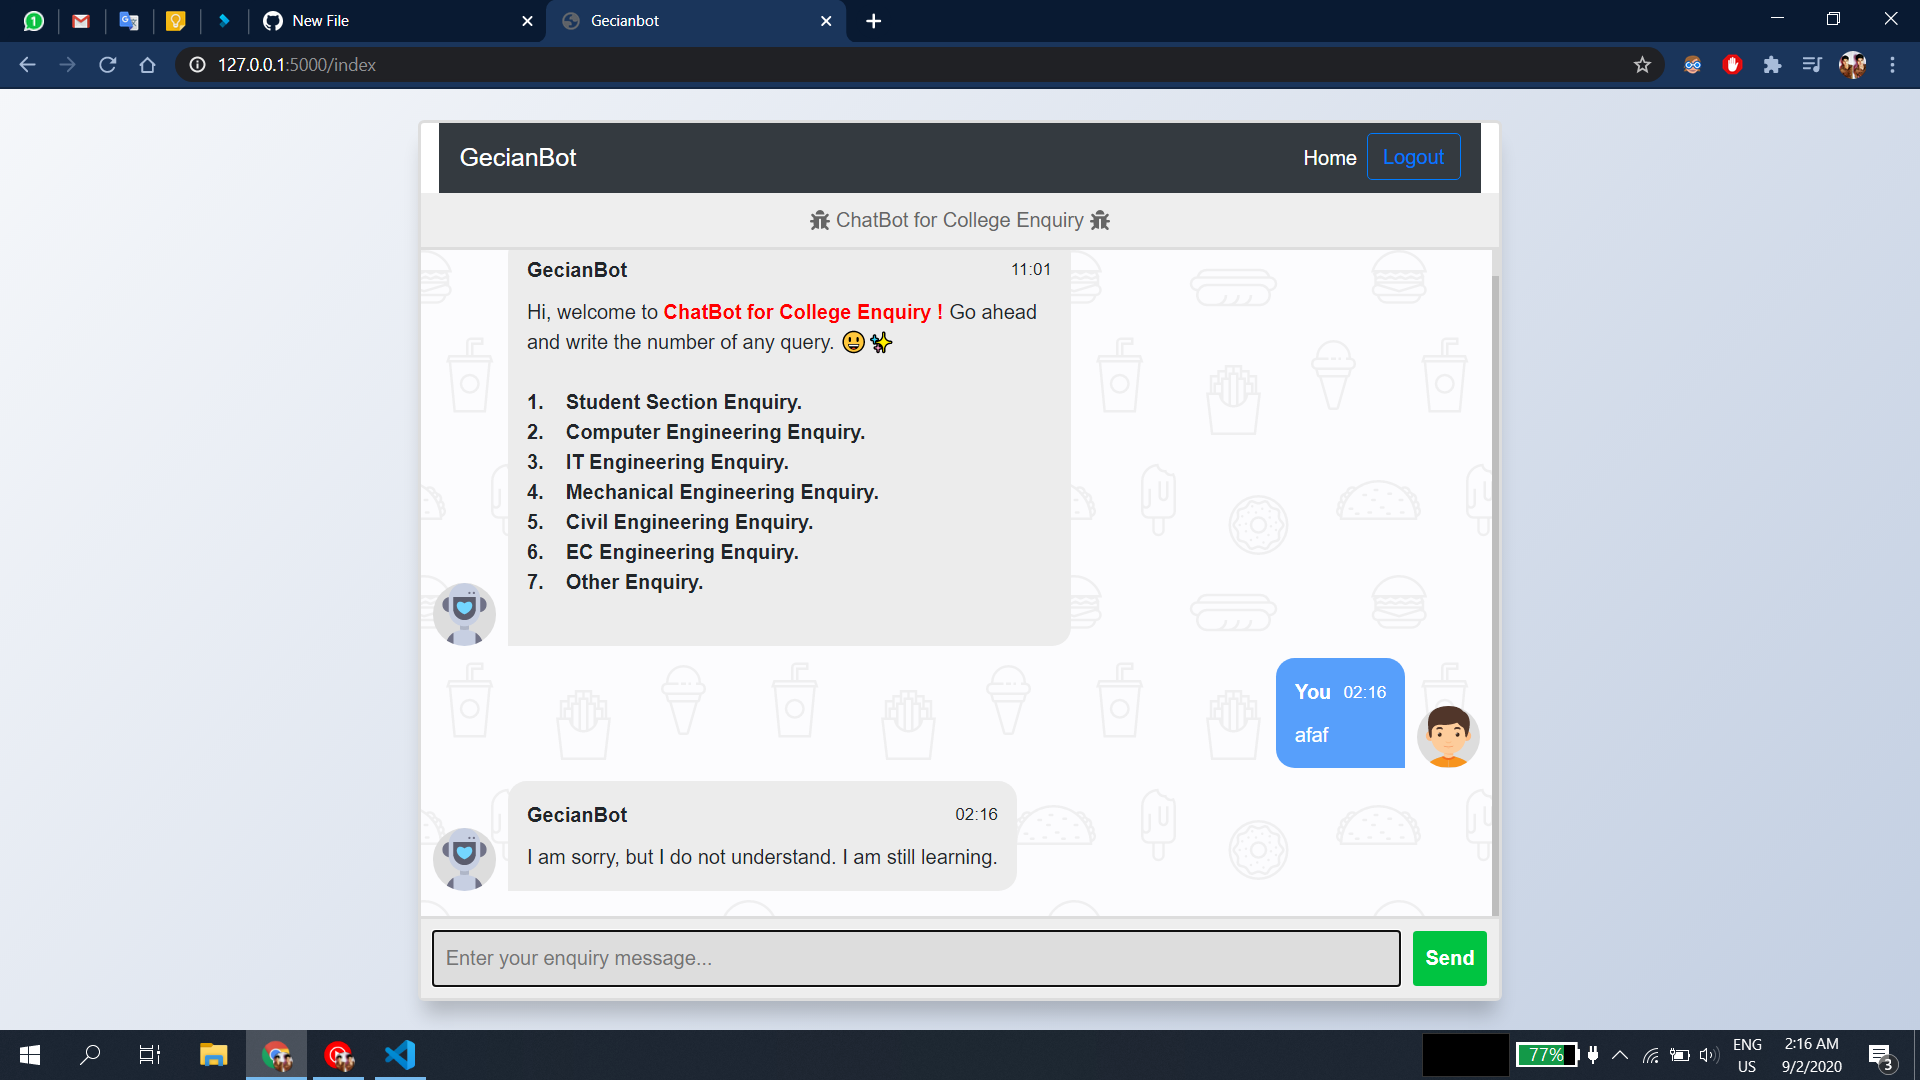 1
New File
Gecianbot
127.0.0.1:5000/index
GecianBot
Home
Logout
ChatBot for College Enquiry
GecianBot 11:01
Hi, welcome to ChatBot for College Enquiry ! Go ahead
and write the number of any query. 😀✨
1. Student Section Enquiry.
2. Computer Engineering Enquiry.
3. IT Engineering Enquiry.
4. Mechanical Engineering Enquiry.
5. Civil Engineering Enquiry.
6. EC Engineering Enquiry.
7. Other Enquiry.
You 02:16
afaf
GecianBot 02:16
I am sorry, but I do not understand. I am still learning.
Enter your enquiry message...
Send
77%
ENG
US
2:16 AM
9/2/2020
3